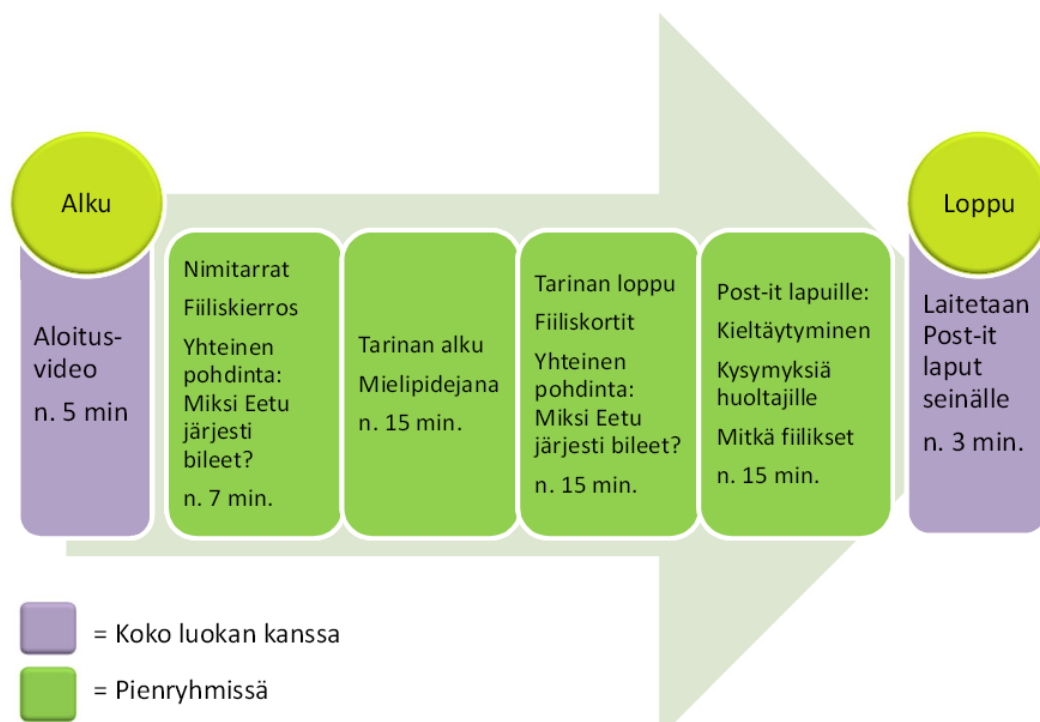 Alku
Aloitus-
video
n. 5 min
Nimitarrat
Fiiliskierros
Yhteinen
pohdinta:
Miksi Eetu
järjesti
bileet?
n. 7 min.
Tarinan alku
Mielipidejana
n. 15 min.
Tarinan loppu
Fiiliskortit
Yhteinen
pohdinta:
Miksi Eetu
järjesti bileet?
n. 15 min.
Post-it lapuille:
Kieltäytyminen
Kysymyksiä
huoltajille
Mitkä fiilikset
n. 15 min.
Loppu
Laitetaan
Post-it
laput
seinälle
n. 3 min.
= Koko luokan kanssa
= Pienryhmissä